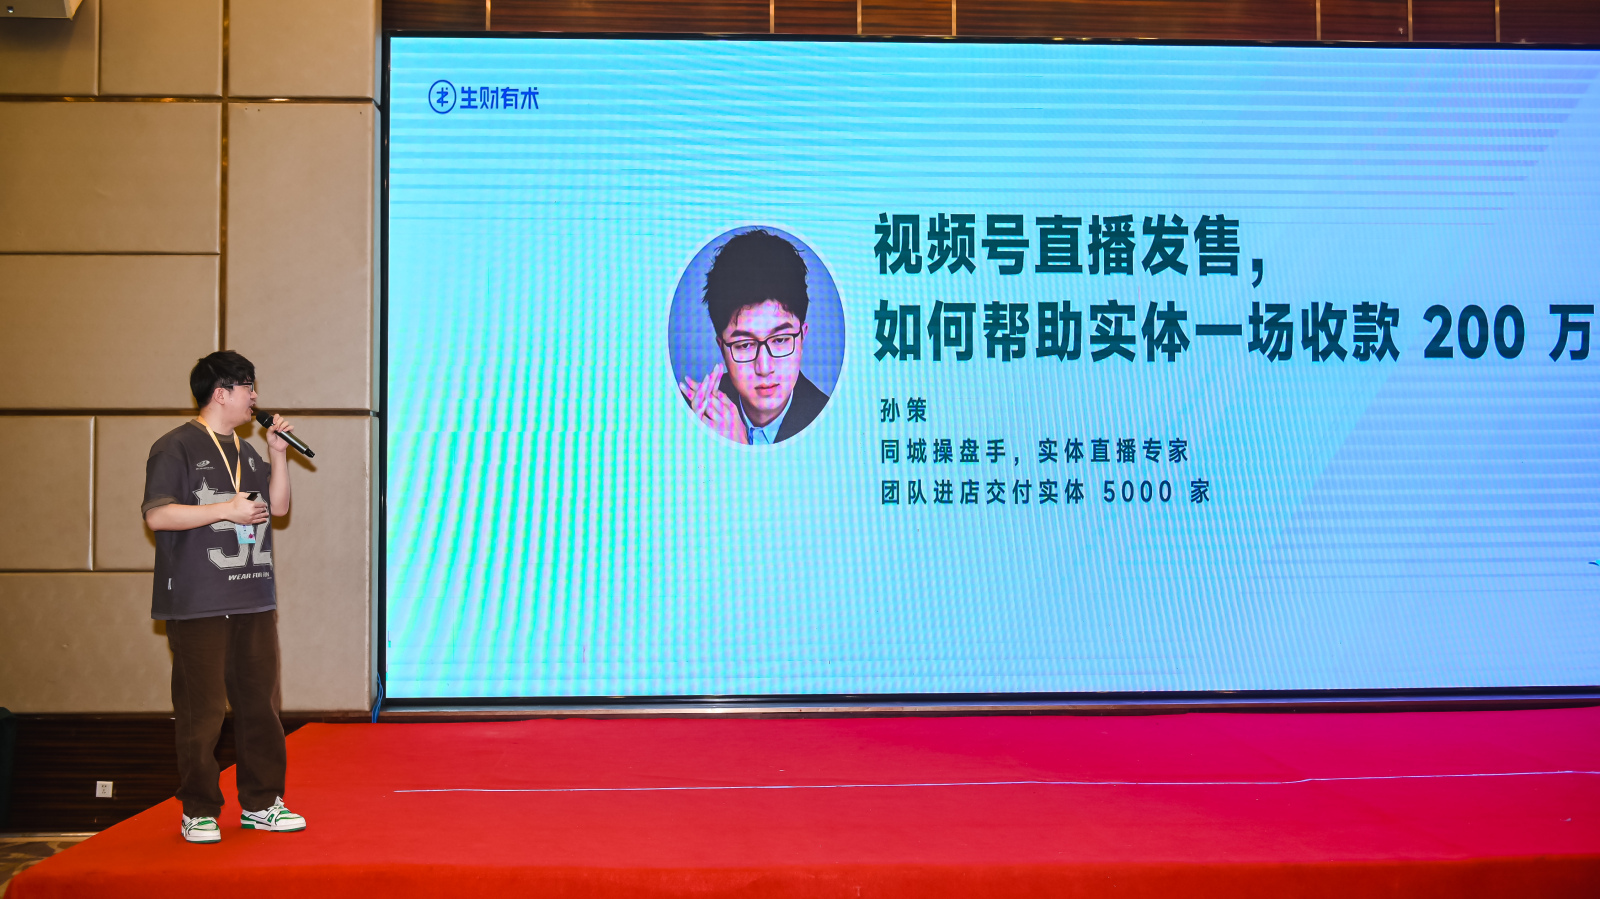 生财有术
视频号直播发售，
如何帮助实体一场收款 200 万
孙策
同城操盘手，实体直播专家
团队进店交付实体 5000 家
52
WEAR FOR